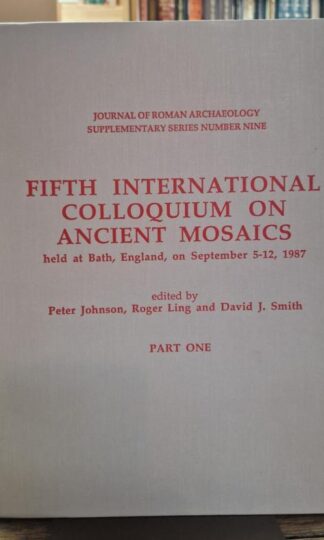 JOURNAL OF ROMAN ARCHAEOLOGY
SUPPLEMENTARY SERIES NUMBER NINE
FIFTH INTERNATIONAL
COLLOQUIUM ON
ANCIENT MOSAICS
held at Bath, England, on September 5-12, 1987
edited by
Peter Johnson, Roger Ling and David J. Smith
PART ONE